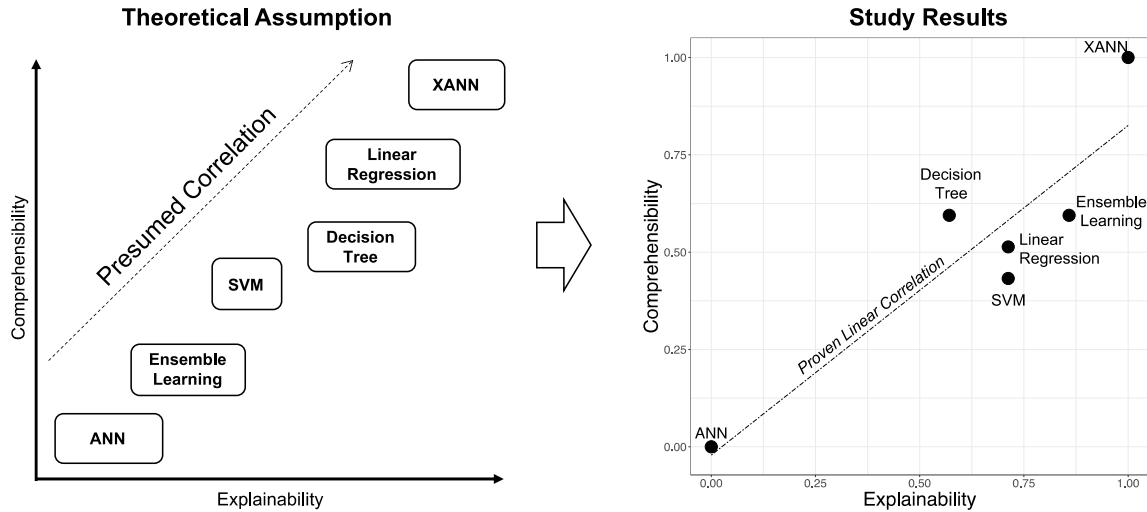 Theoretical Assumption
Comprehensibility
Presumed Correlation
XANN
Linear
Regression
Decision
Tree
SVM
Ensemble
Learning
ANN
Explainability
Study Results
Comprehensibility
1.00
0.75
0.50
0.25
0.00
XANN
Decision
Tree
Ensemble
Learning
Linear
Regression
SVM
Proven Linear Correlation
ANN
0.00
0.25
0.50
0.75
1.00
Explainability